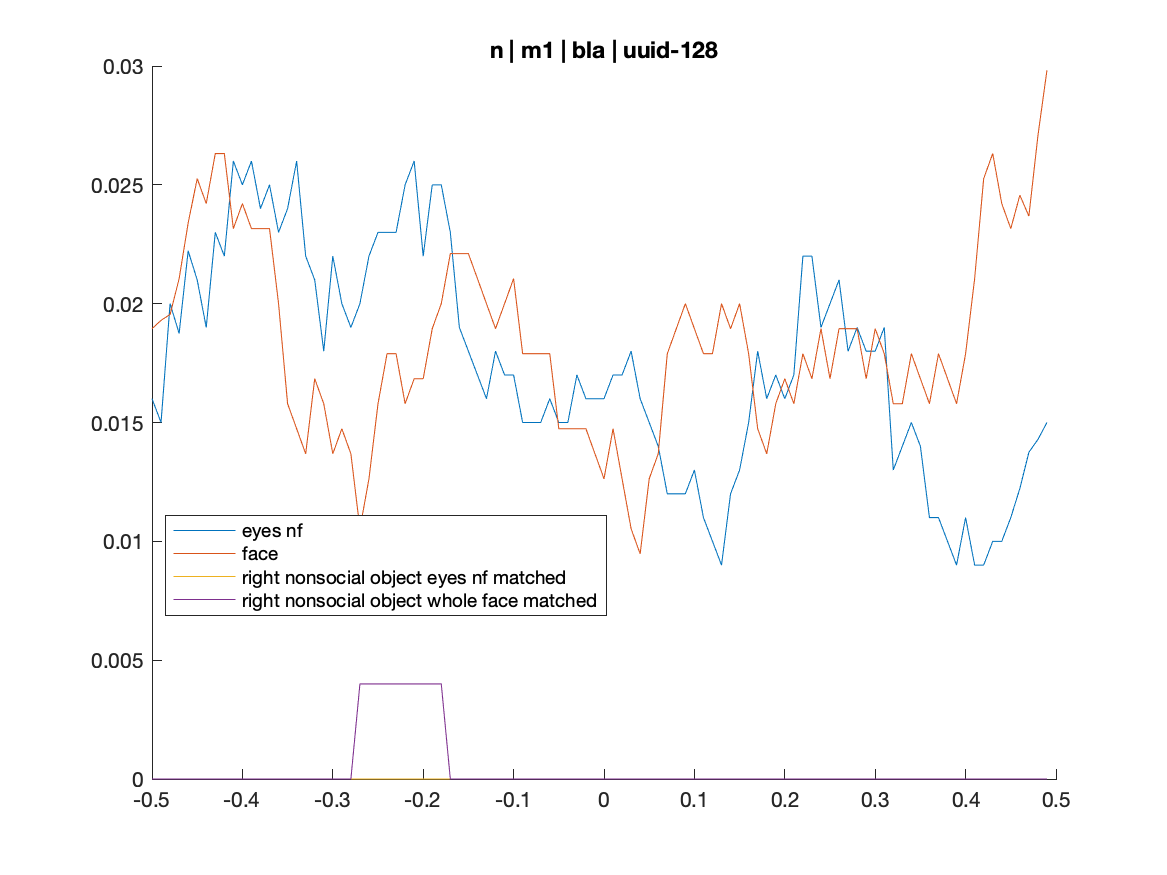 n | m1 | bla | uuid-128
0.03
0.025
0.02
0.015
0.01
0.005
0
eyes nf
face
right nonsocial object eyes nf matched
right nonsocial object whole face matched
-0.5 -0.4 -0.3 -0.2 -0.1 0 0.1 0.2 0.3 0.4 0.5